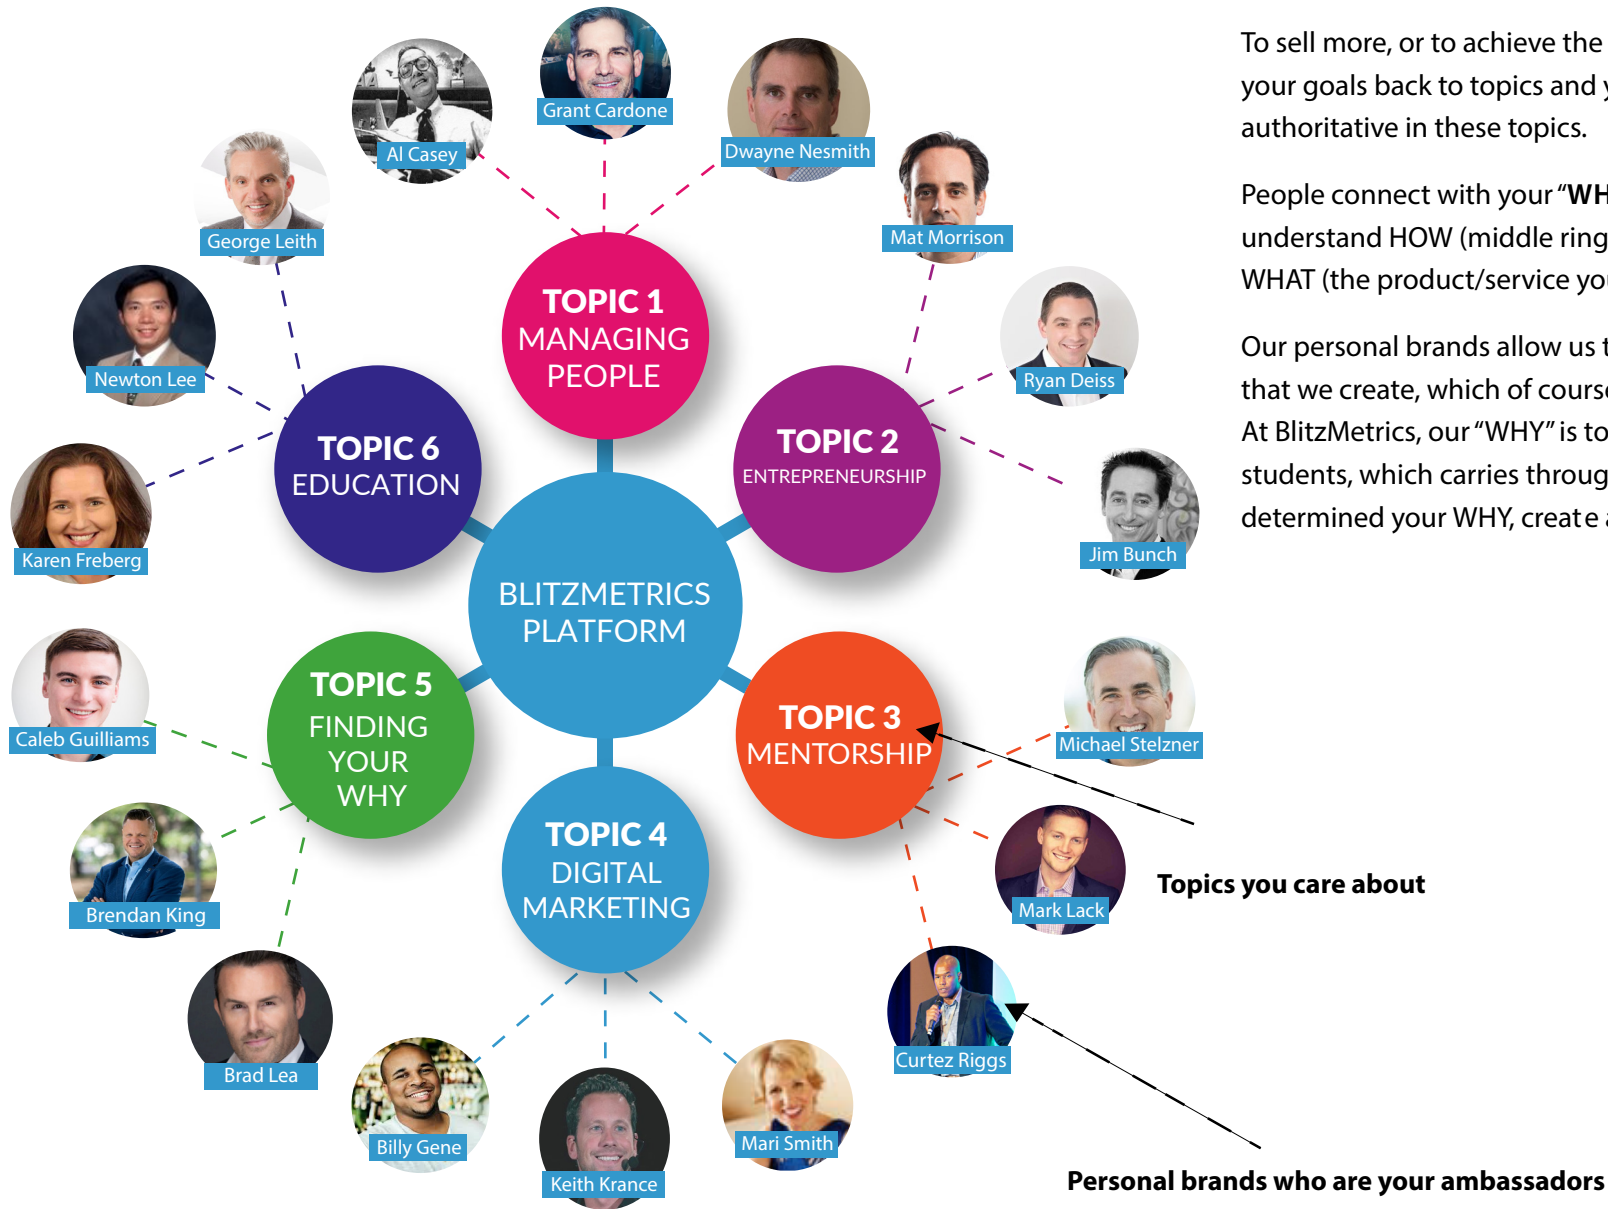 To sell more, or to achieve the
your goals back to topics and
authoritative in these topics.
People connect with your “WH
understand HOW (middle ring
WHAT (the product/service you
Our personal brands allow us t
that we create, which of course
At BlitzMetrics, our “WHY” is to
students, which carries throug
determined your WHY, create a
Grant Cardone
Al Casey
Dwayne Nesmith
George Leith
Mat Morrison
Newton Lee
Ryan Deiss
Karen Freberg
Jim Bunch
TOPIC 1
MANAGING
PEOPLE
TOPIC 6
EDUCATION
TOPIC 2
ENTREPRENEURSHIP
BLITZMETRICS
PLATFORM
TOPIC 5
FINDING
YOUR
WHY
TOPIC 3
MENTORSHIP
TOPIC 4
DIGITAL
MARKETING
Caleb Guilliams
Michael Stelzner
Brendan King
Mark Lack
Topics you care about
Brad Lea
Curtez Riggs
Billy Gene
Keith Krance
Mari Smith
Personal brands who are your ambassadors